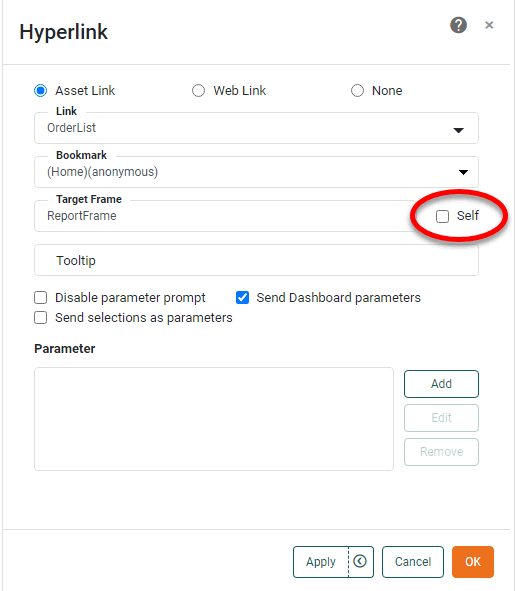 Hyperlink
? ×
Asset Link Web Link None
Link
OrderList
Bookmark
(Home)(anonymous)
Target Frame
ReportFrame Self
Tooltip
Disable parameter prompt Send Dashboard parameters
Send selections as parameters
Parameter
Add
Edit
Remove
Apply Cancel OK